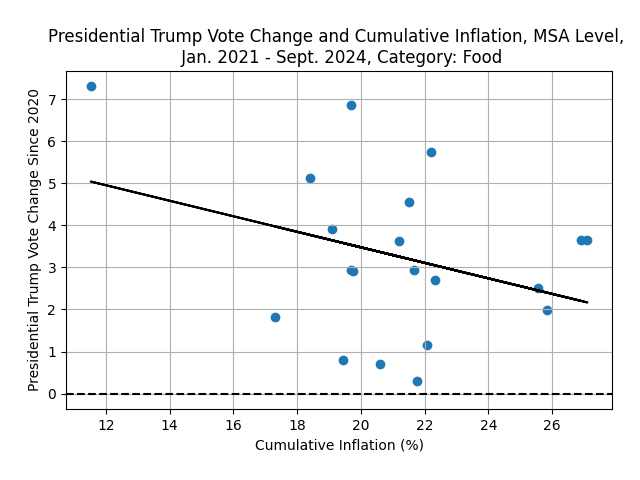 Presidential Trump Vote Change and Cumulative Inflation, MSA Level,
Jan. 2021 - Sept. 2024, Category: Food
Presidential Trump Vote Change Since 2020
7
6
5
4
3
2
1
0
12 14 16 18 20 22 24 26
Cumulative Inflation (%)